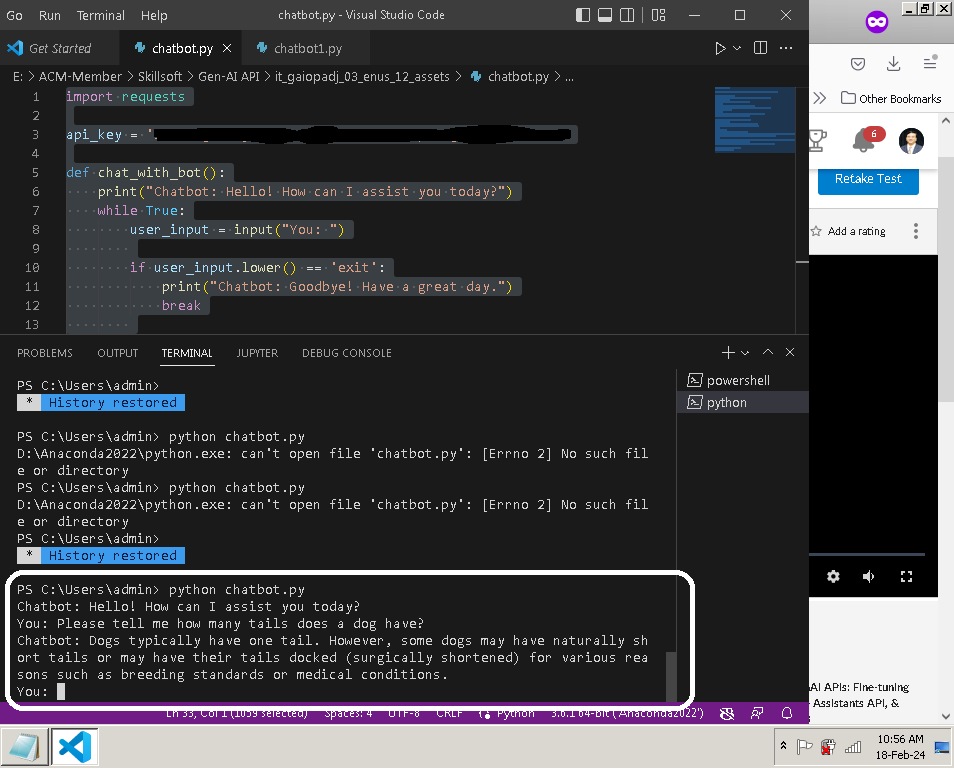 Go Run Terminal Help chatbot.py - Visual Studio Code
Get Started chatbot.py chatbot1.py
E: > ACM-Member > Skillsoft > Gen-AI API > it_gaiopadj_03_enus_12_assets > chatbot.py > ...
1 import requests
2
3 api_key = '
4
5 def chat_with_bot():
6 print("Chatbot: Hello! How can I assist you today?")
7 while True:
8 user_input = input("You: ")
9
10 if user_input.lower() == 'exit':
11 print("Chatbot: Goodbye! Have a great day.")
12 break
13
PROBLEMS OUTPUT TERMINAL JUPYTER DEBUG CONSOLE
powershell
python
PS C:\Users\admin>
* History restored
PS C:\Users\admin> python chatbot.py
D:\Anaconda2022\python.exe: can't open file 'chatbot.py': [Errno 2] No such fil
e or directory
PS C:\Users\admin> python chatbot.py
D:\Anaconda2022\python.exe: can't open file 'chatbot.py': [Errno 2] No such fil
e or directory
PS C:\Users\admin>
* History restored
PS C:\Users\admin> python chatbot.py
Chatbot: Hello! How can I assist you today?
You: Please tell me how many tails does a dog have?
Chatbot: Dogs typically have one tail. However, some dogs may have naturally sh
ort tails or may have their tails docked (surgically shortened) for various rea
sons such as breeding standards or medical conditions.
You:
Ln 33, Col 1 (1059 selected) Spaces: 4 UTF-8 CRLF Python 3.6.1 64-bit ('Anaconda2022')
Other Bookmarks
6
Retake Test
Add a rating
AI APIs: Fine-tuning
Assistants API, &
10:56 AM
18-Feb-24